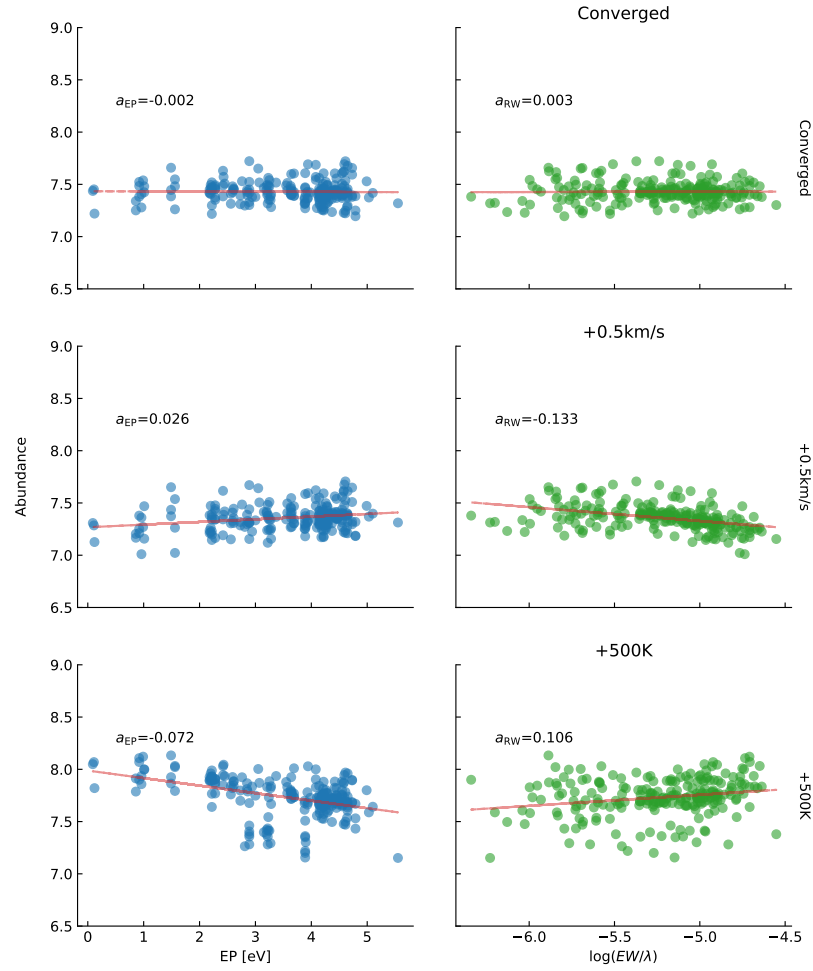 Converged
9.0
8.5
8.0
7.5
7.0
6.5
a_EP=-0.002
a_RW=0.003
Converged
+0.5km/s
9.0
8.5
8.0
7.5
7.0
6.5
a_EP=0.026
a_RW=-0.133
+0.5km/s
Abundance
+500K
9.0
8.5
8.0
7.5
7.0
6.5
a_EP=-0.072
a_RW=0.106
+500K
0 1 2 3 4 5
−6.0 −5.5 −5.0 −4.5
EP [eV]
log(EW/λ)